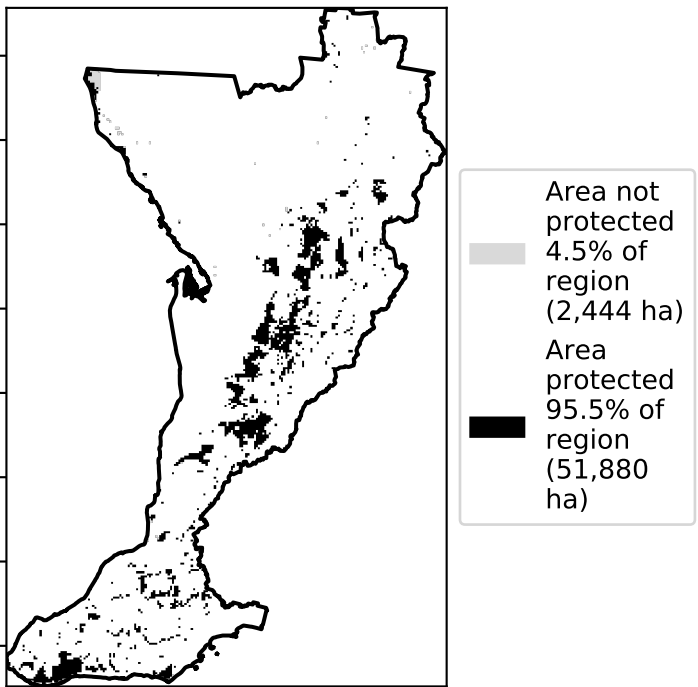 Area not
protected
4.5% of
region
(2,444 ha)
Area
protected
95.5% of
region
(51,880
ha)